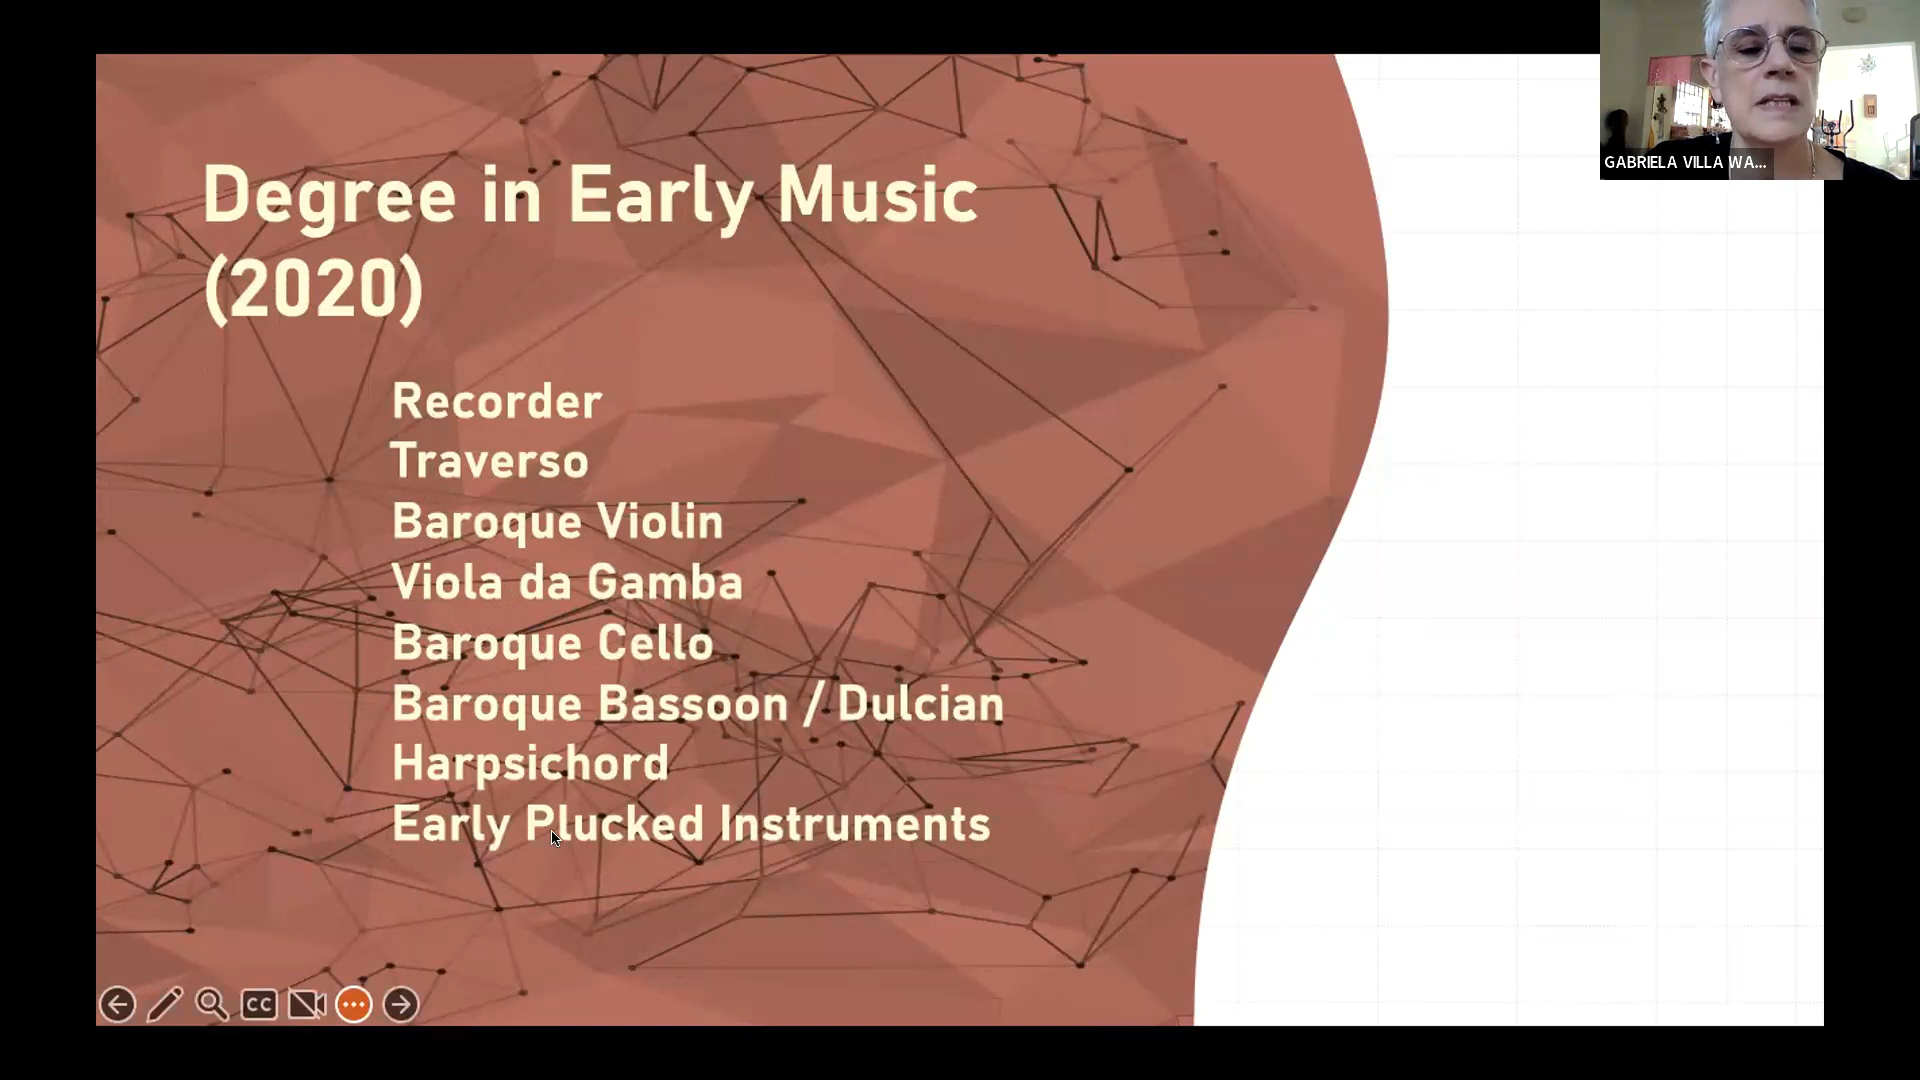 Degree in Early Music
(2020)
Recorder
Traverso
Baroque Violin
Viola da Gamba
Baroque Cello
Baroque Bassoon / Dulcian
Harpsichord
Early Plucked Instruments
GABRIELA VILLA WA...
CC